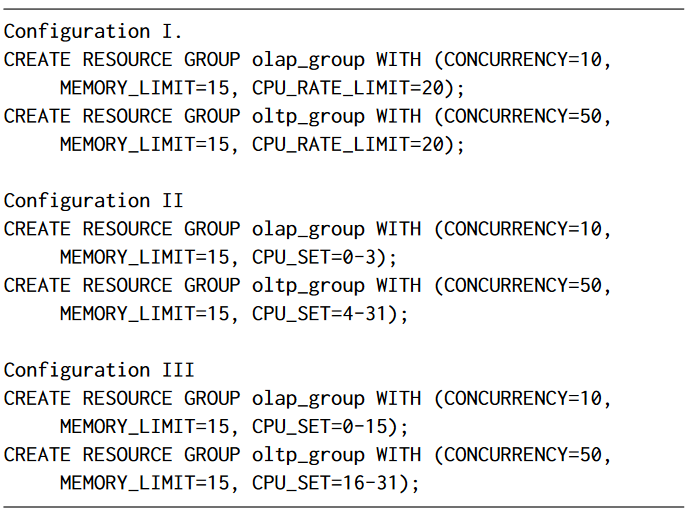 Configuration I.
CREATE RESOURCE GROUP olap_group WITH (CONCURRENCY=10,
MEMORY_LIMIT=15, CPU_RATE_LIMIT=20);
CREATE RESOURCE GROUP oltp_group WITH (CONCURRENCY=50,
MEMORY_LIMIT=15, CPU_RATE_LIMIT=20);
Configuration II
CREATE RESOURCE GROUP olap_group WITH (CONCURRENCY=10,
MEMORY_LIMIT=15, CPU_SET=0-3);
CREATE RESOURCE GROUP oltp_group WITH (CONCURRENCY=50,
MEMORY_LIMIT=15, CPU_SET=4-31);
Configuration III
CREATE RESOURCE GROUP olap_group WITH (CONCURRENCY=10,
MEMORY_LIMIT=15, CPU_SET=0-15);
CREATE RESOURCE GROUP oltp_group WITH (CONCURRENCY=50,
MEMORY_LIMIT=15, CPU_SET=16-31);